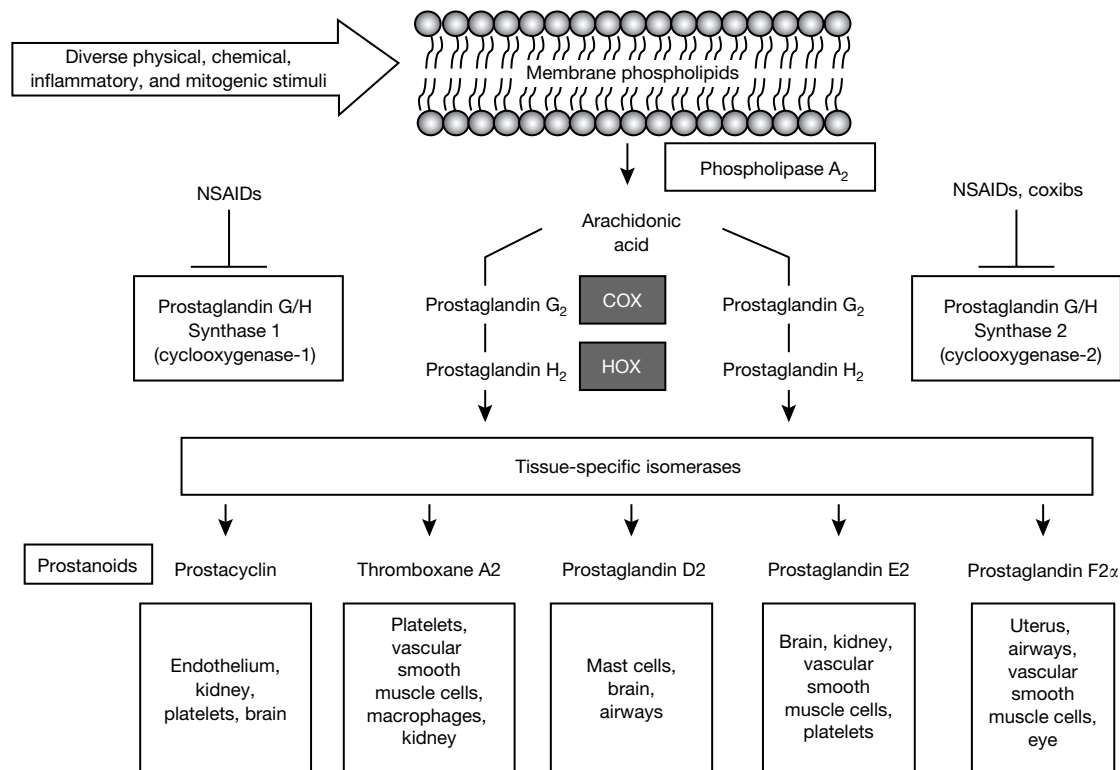 Diverse physical, chemical,
inflammatory, and mitogenic stimuli
Membrane phospholipids
Phospholipase A2
NSAIDs
NSAIDs, coxibs
Arachidonic
acid
Prostaglandin G/H
Synthase 1
(cyclooxygenase-1)
Prostaglandin G2
COX
Prostaglandin G2
Prostaglandin H2
HOX
Prostaglandin H2
Prostaglandin G/H
Synthase 2
(cyclooxygenase-2)
Tissue-specific isomerases
Prostanoids
Prostacyclin
Thromboxane A2
Prostaglandin D2
Prostaglandin E2
Prostaglandin F2α
Endothelium,
kidney,
platelets, brain
Platelets,
vascular
smooth
muscle cells,
macrophages,
kidney
Mast cells,
brain,
airways
Brain, kidney,
vascular
smooth
muscle cells,
platelets
Uterus,
airways,
vascular
smooth
muscle cells,
eye